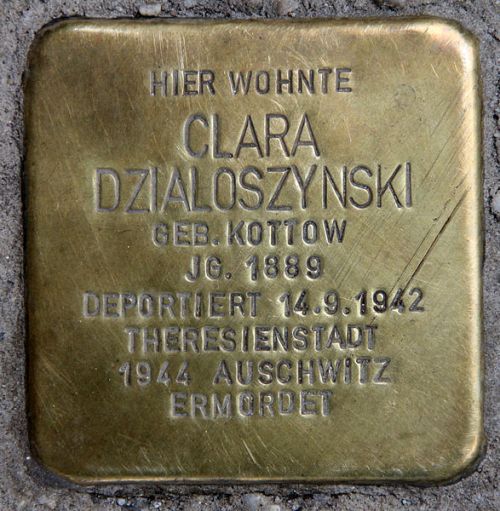 HIER WOHNTE
CLARA
DZIALOSZYNSKI
GEB. KOTTOW
JG. 1889
DEPORTIERT 14.9.1942
THERESIENSTADT
1944 AUSCHWITZ
ERMORDET